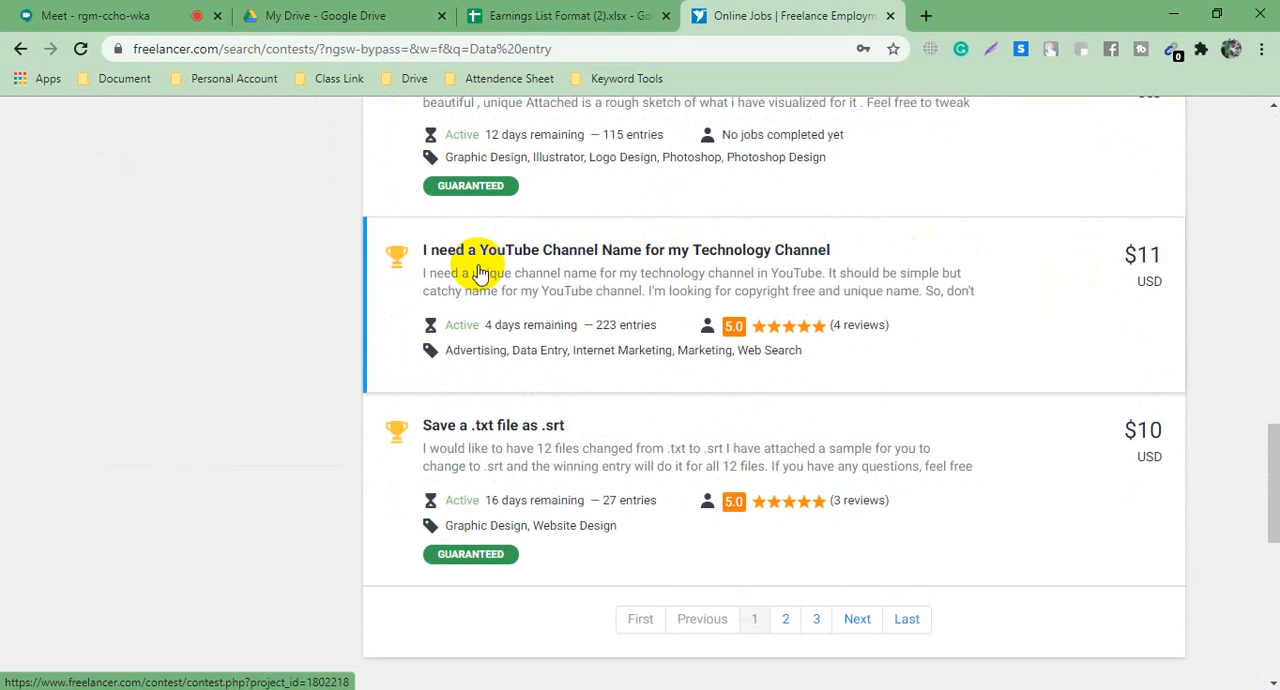 Meet - rgm-ccho-wka
My Drive - Google Drive
Earnings List Format (2).xlsx - Go
Online Jobs | Freelance Employm
freelancer.com/search/contests/?ngsw-bypass=&w=f&q=Data%20entry
Apps
Document
Personal Account
Class Link
Drive
Attendence Sheet
Keyword Tools
beautiful , unique Attached is a rough sketch of what i have visualized for it . Feel free to tweak
Active 12 days remaining — 115 entries
No jobs completed yet
Graphic Design, Illustrator, Logo Design, Photoshop, Photoshop Design
GUARANTEED
I need a YouTube Channel Name for my Technology Channel
$11
USD
I need a unique channel name for my technology channel in YouTube. It should be simple but
catchy name for my YouTube channel. I'm looking for copyright free and unique name. So, don't
Active 4 days remaining — 223 entries
5.0 (4 reviews)
Advertising, Data Entry, Internet Marketing, Marketing, Web Search
Save a .txt file as .srt
$10
USD
I would like to have 12 files changed from .txt to .srt I have attached a sample for you to
change to .srt and the winning entry will do it for all 12 files. If you have any questions, feel free
Active 16 days remaining — 27 entries
5.0 (3 reviews)
Graphic Design, Website Design
GUARANTEED
First Previous 1 2 3 Next Last
https://www.freelancer.com/contest/contest.php?project_id=1802218